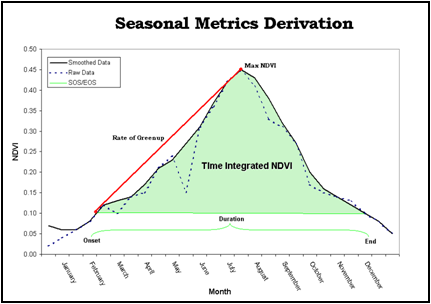 Seasonal Metrics Derivation
Smoothed Data
Raw Data
SOS/EOS
Max NDVI
Rate of Greenup
Time Integrated NDVI
Duration
Onset
End
NDVI
0.50
0.45
0.40
0.35
0.30
0.25
0.20
0.15
0.10
0.05
0.00
January
February
March
April
May
June
July
August
September
October
November
December
Month